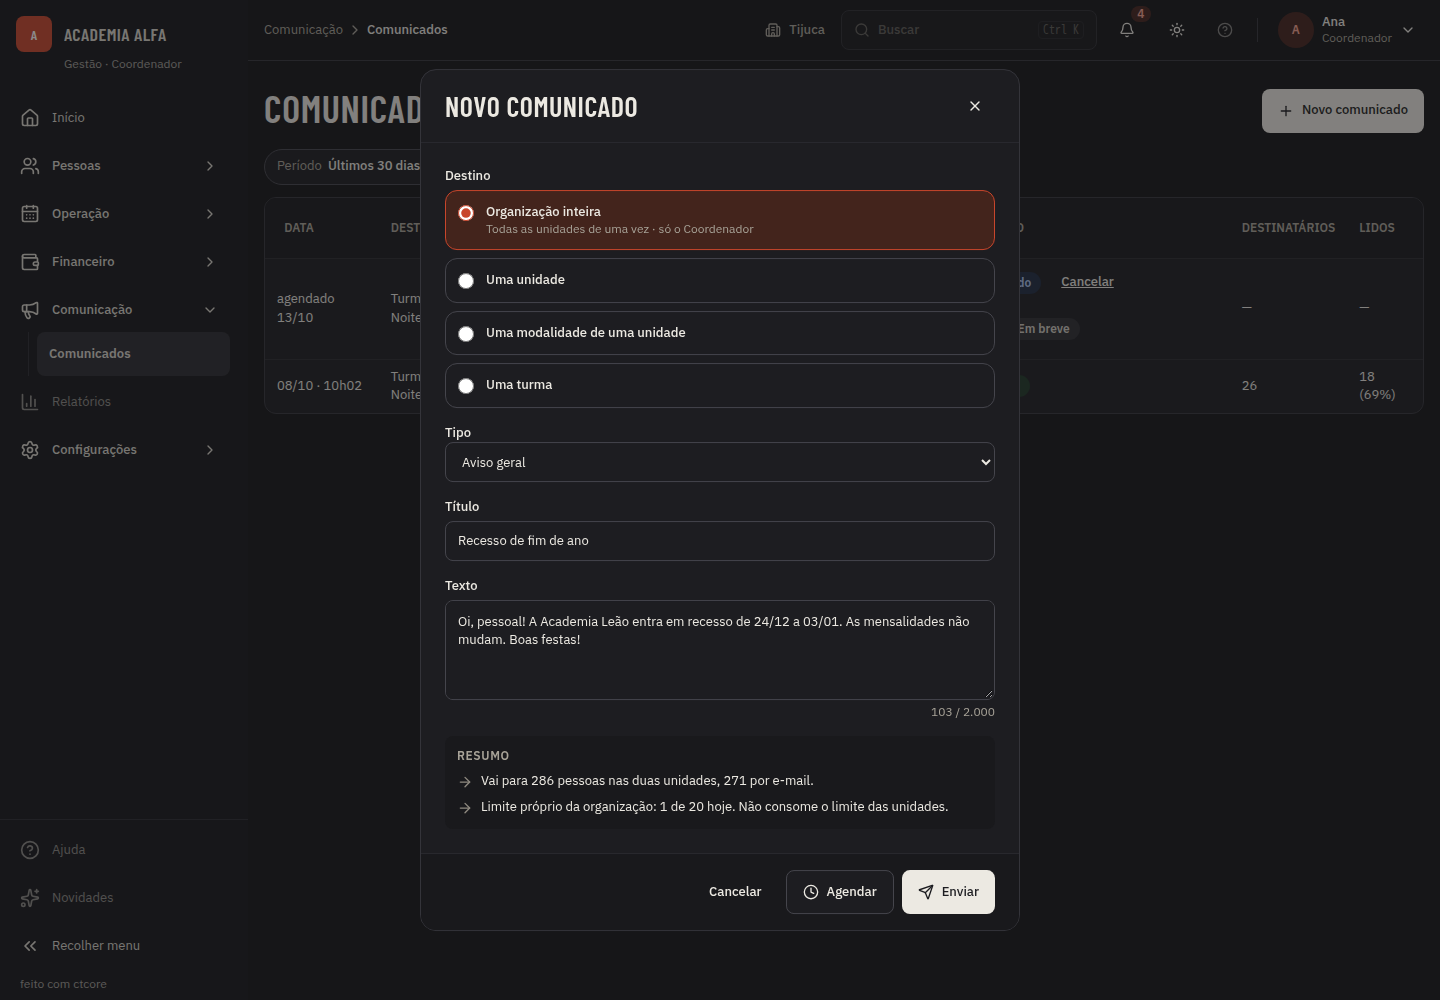 A
ACADEMIA ALFA
Gestão · Coordenador
Início
Pessoas
Operação
Financeiro
Comunicação
Comunicados
Relatórios
Configurações
Ajuda
Novidades
Recolher menu
feito com ctcore
Comunicação > Comunicados
Tijuca
Buscar
Ctrl K
4
A
Ana
Coordenador
Novo comunicado
Período Últimos 30 dias
DATA
DESTINATÁRIOS
LIDOS
agendado
13/10
Cancelar
—
—
Em breve
08/10 · 10h02
26
18
(69%)
NOVO COMUNICADO
Destino
Organização inteira
Todas as unidades de uma vez · só o Coordenador
Uma unidade
Uma modalidade de uma unidade
Uma turma
Tipo
Aviso geral
Título
Recesso de fim de ano
Texto
Oi, pessoal! A Academia Leão entra em recesso de 24/12 a 03/01. As mensalidades não
mudam. Boas festas!
103 / 2.000
RESUMO
Vai para 286 pessoas nas duas unidades, 271 por e-mail.
Limite próprio da organização: 1 de 20 hoje. Não consome o limite das unidades.
Cancelar
Agendar
Enviar